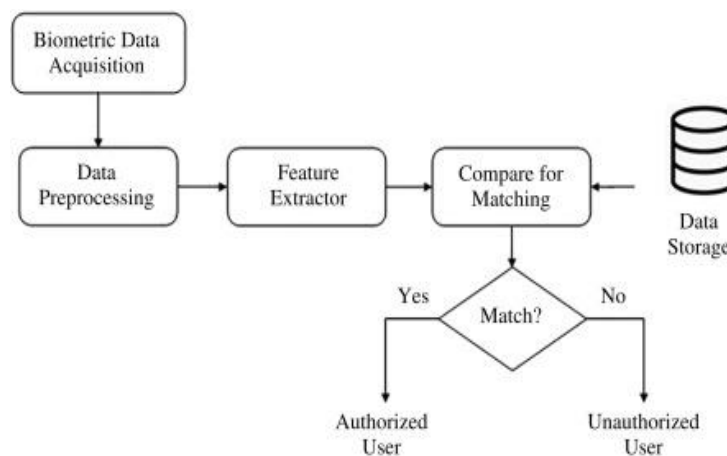 Biometric Data
Acquisition
Data
Preprocessing
Feature
Extractor
Compare for
Matching
Data
Storage
Match?
Yes
No
Authorized
User
Unauthorized
User